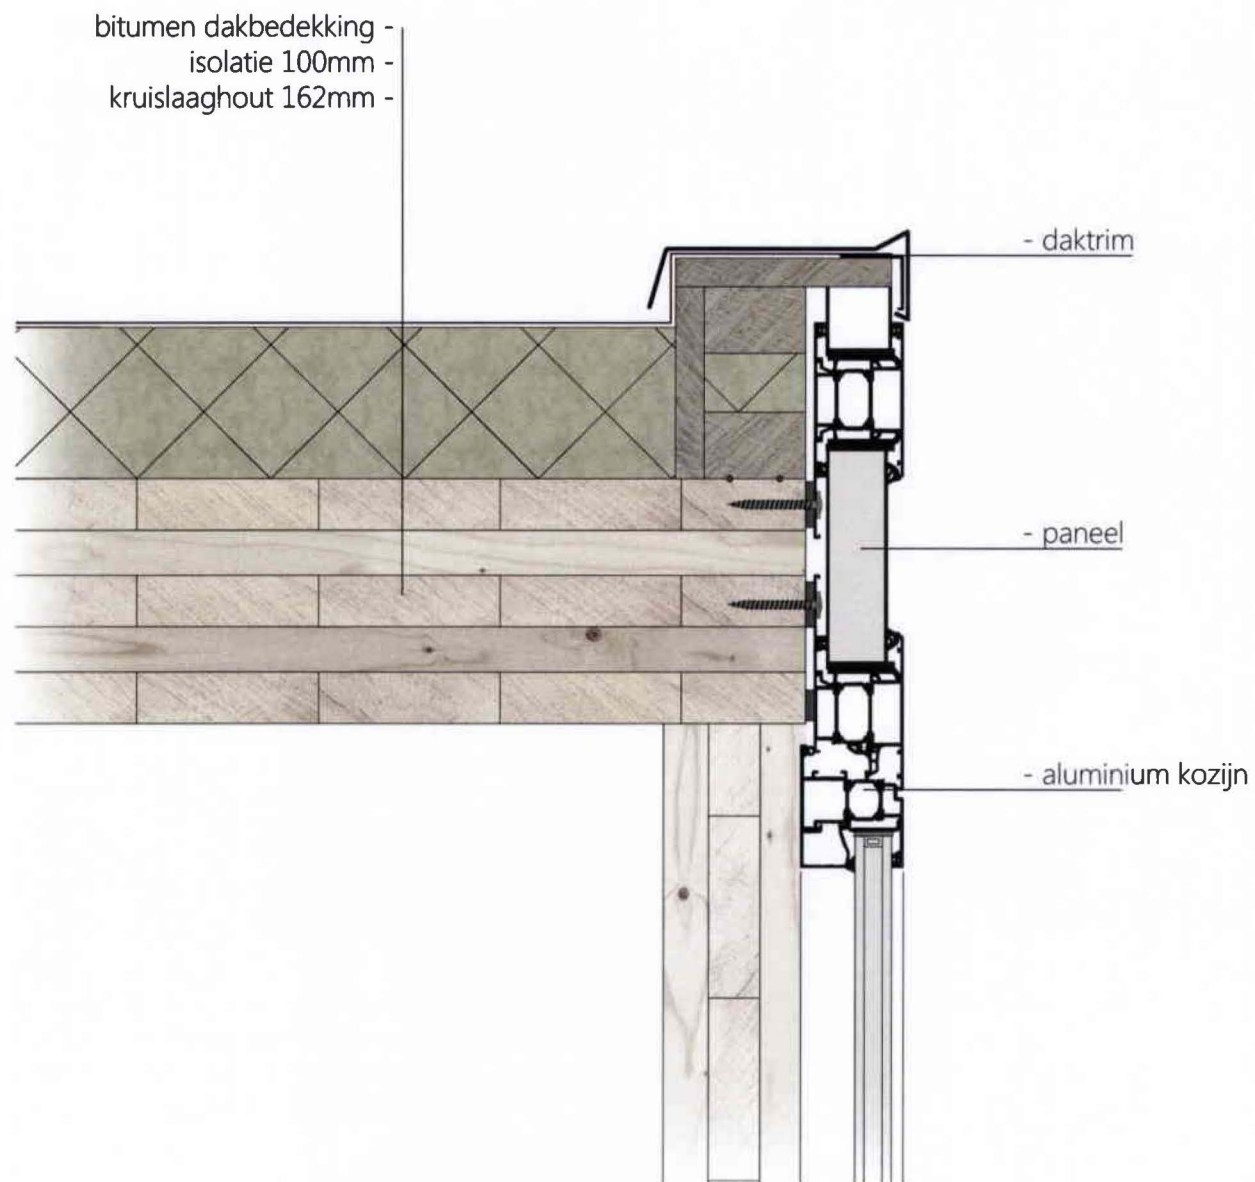 bitumen dakbedekking -
isolatie 100mm -
kruislaaghout 162mm -
- daktrim
- paneel
- aluminium kozijn